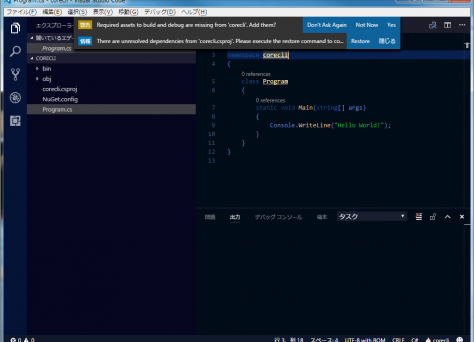 Program.cs - corecli - Visual Studio Code
ファイル(F) 編集(E) 選択(S) 表示(V) 移動(G) デバッグ(D) ヘルプ(H)
エクスプローラー
警告 Required assets to build and debug are missing from 'corecli'. Add them? Don't Ask Again Not Now Yes
情報 There are unresolved dependencies from 'corecli.csproj'. Please execute the restore command to co... Restore 閉じる
開いているエディ
Program.cs
CORECLI
bin
obj
corecli.csproj
NuGet.config
Program.cs
3 namespace corecli
4 {
0 references
5 class Program
6 {
0 references
7 static void Main(string[] args)
8 {
9 Console.WriteLine("Hello World!");
10 }
11 }
12 }
13
問題 出力 デバッグ コンソール 端末 タスク
0 0 行 3、列 18 スペース: 4 UTF-8 with BOM CRLF C# corecli